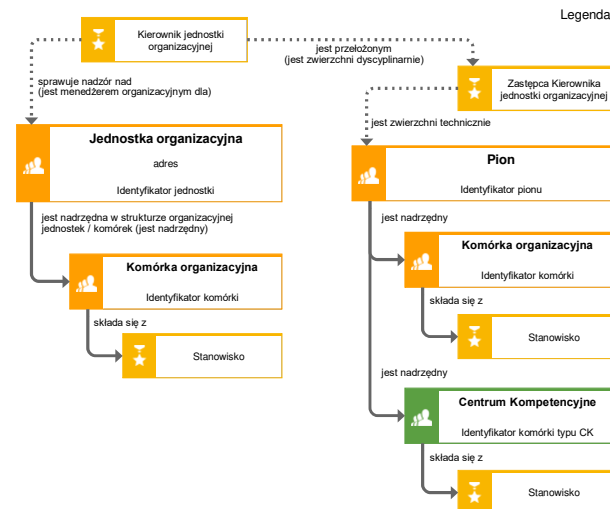 Legenda
Kierownik jednostki
organizacyjnej
jest przełożonym
(jest zwierzchni dyscyplinarnie)
sprawuje nadzór nad
(jest menedżerem organizacyjnym dla)
Zastępca Kierownika
jednostki organizacyjnej
jest zwierzchni technicznie
Jednostka organizacyjna
adres
Identyfikator jednostki
Pion
Identyfikator pionu
jest nadrzędna w strukturze organizacyjnej
jednostek / komórek (jest nadrzędny)
jest nadrzędny
Komórka organizacyjna
Identyfikator komórki
Komórka organizacyjna
Identyfikator komórki
składa się z
składa się z
Stanowisko
Stanowisko
jest nadrzędny
Centrum Kompetencyjne
Identyfikator komórki typu CK
składa się z
Stanowisko